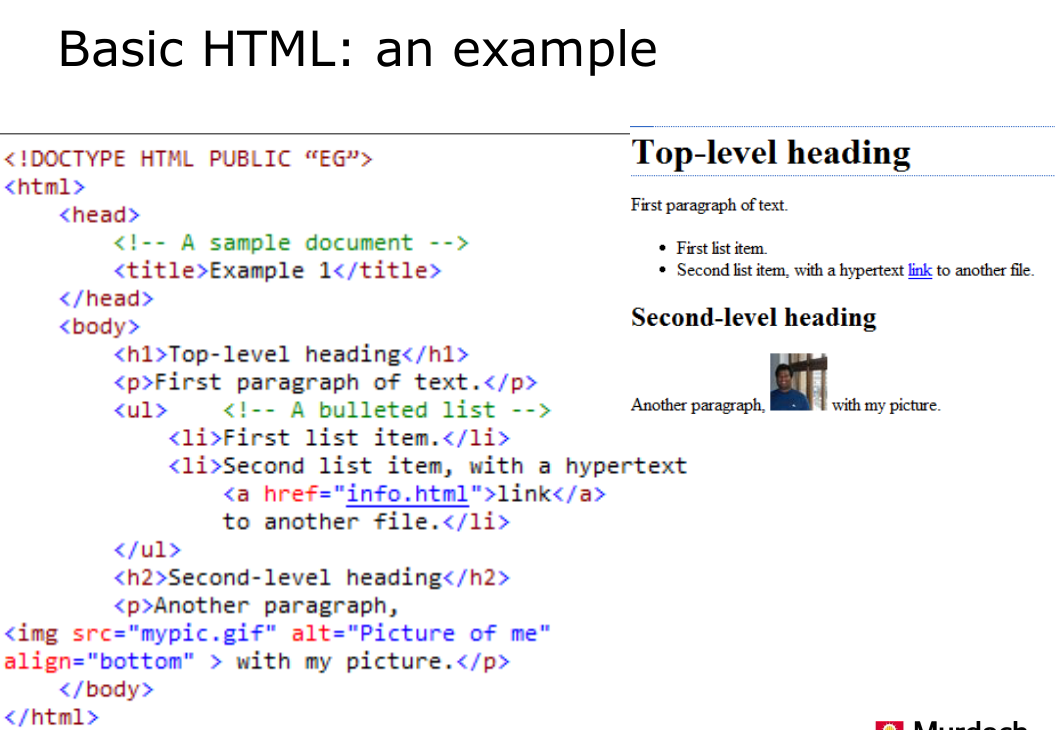 Basic HTML: an example
<!DOCTYPE HTML PUBLIC “EG”>
<html>
<head>
<!-- A sample document -->
<title>Example 1</title>
</head>
<body>
<h1>Top-level heading</h1>
<p>First paragraph of text.</p>
<ul> <!-- A bulleted list -->
<li>First list item.</li>
<li>Second list item, with a hypertext
<a href="info.html">link</a>
to another file.</li>
</ul>
<h2>Second-level heading</h2>
<p>Another paragraph,
<img src="mypic.gif" alt="Picture of me"
align="bottom" > with my picture.</p>
</body>
</html>
Top-level heading
First paragraph of text.
• First list item.
• Second list item, with a hypertext link to another file.
Second-level heading
Another paragraph, with my picture.
Murdoch